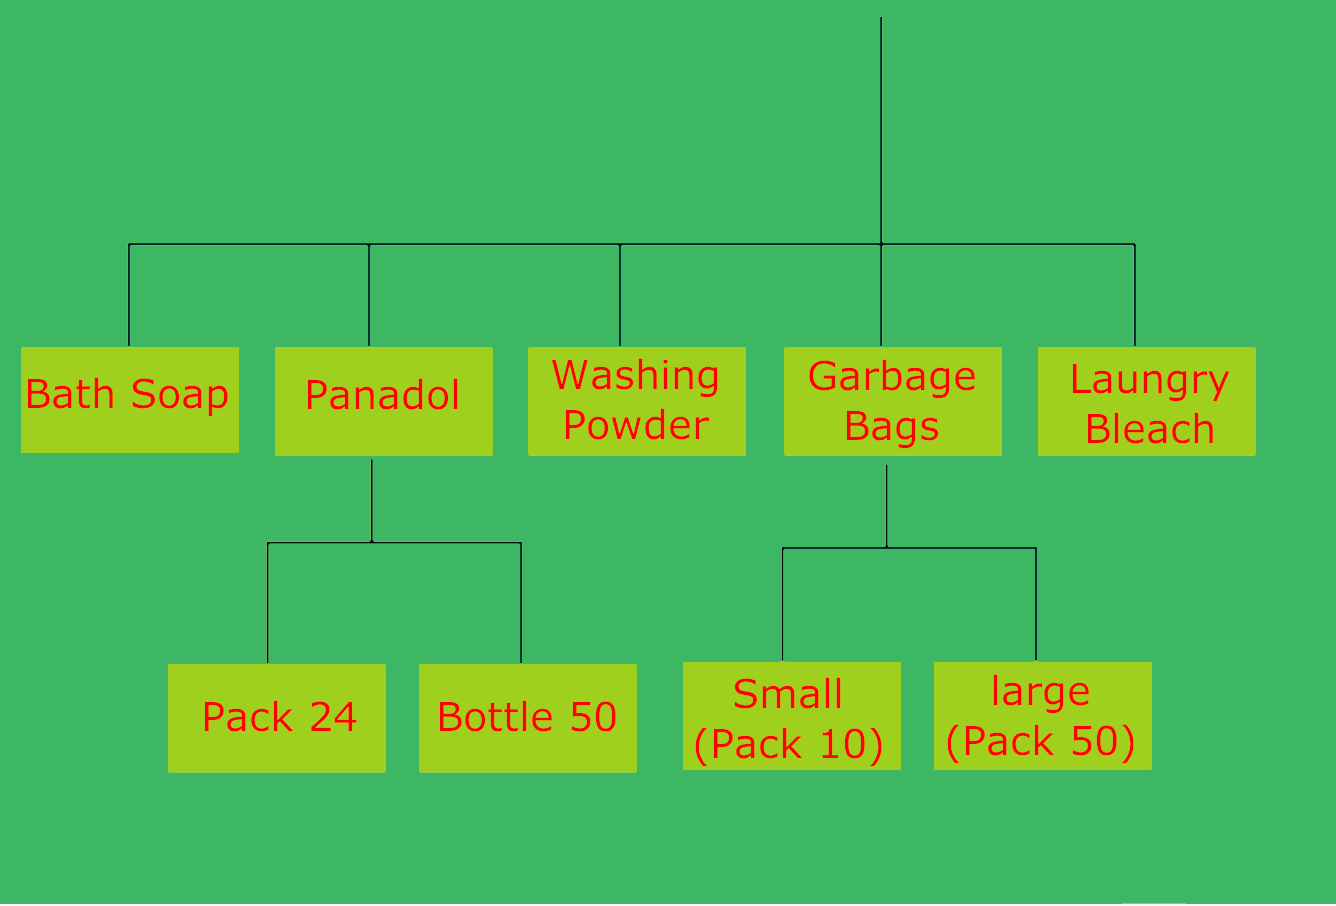 Bath Soap
Panadol
Washing
Powder
Garbage
Bags
Laungry
Bleach
Pack 24
Bottle 50
Small
(Pack 10)
large
(Pack 50)